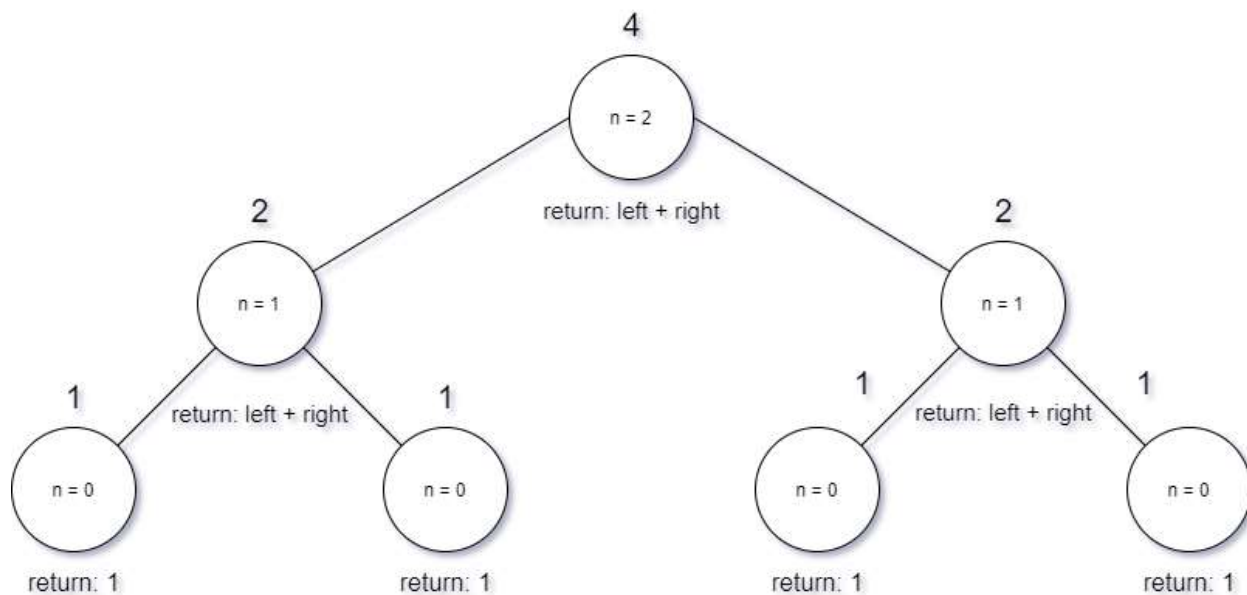 4
n = 2
return: left + right
2
2
n = 1
n = 1
1
1
1
1
return: left + right
return: left + right
n = 0
n = 0
n = 0
n = 0
return: 1
return: 1
return: 1
return: 1